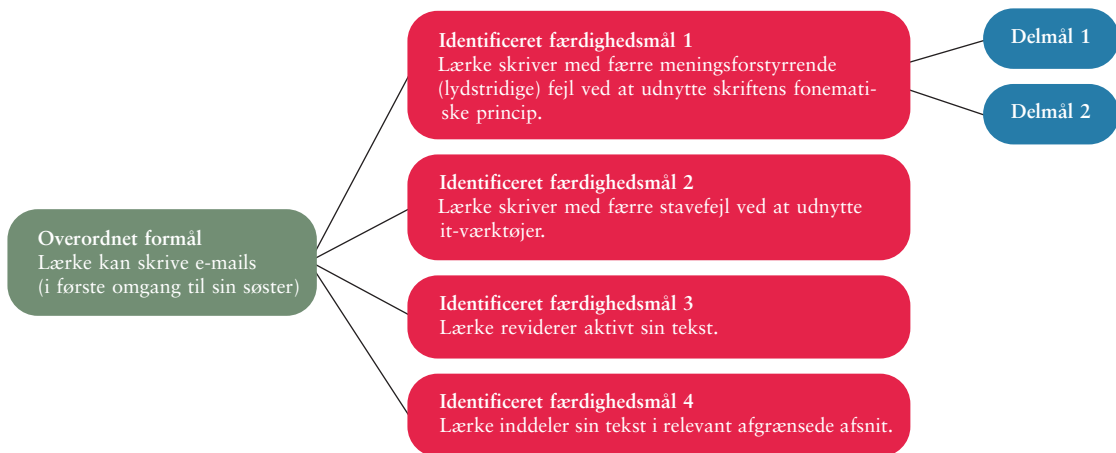 Overordnet formål
Lærke kan skrive e-mails
(i første omgang til sin søster)
Identificeret færdighedsmål 1
Lærke skriver med færre meningsforstyrrende
(lydstridige) fejl ved at udnytte skriftens fonemati-
ske princip.
Delmål 1
Delmål 2
Identificeret færdighedsmål 2
Lærke skriver med færre stavefejl ved at udnytte
it-værktøjer.
Identificeret færdighedsmål 3
Lærke reviderer aktivt sin tekst.
Identificeret færdighedsmål 4
Lærke inddeler sin tekst i relevant afgrænsede afsnit.